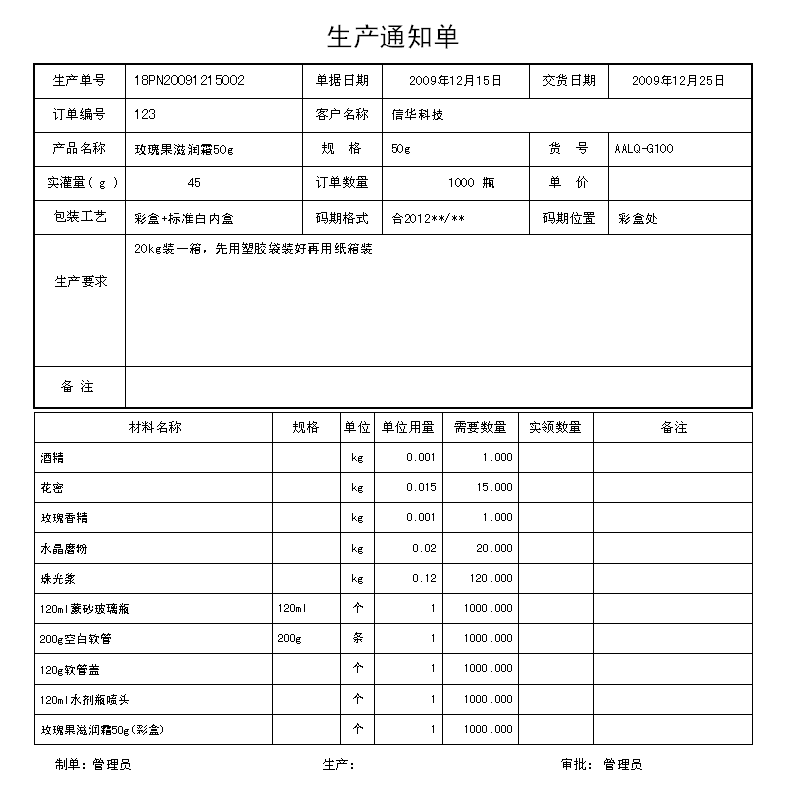 生产通知单
生产单号 18PN20091215002 单据日期 2009年12月15日 交货日期 2009年12月25日
订单编号 123 客户名称 信华科技
产品名称 玫瑰果滋润霜50g 规 格 50g 货 号 AALQ-G100
实灌量( g ) 45 订单数量 1000 瓶 单 价
包装工艺 彩盒+标准白内盒 码期格式 合2012**/** 码期位置 彩盒处
生产要求 20kg装一箱，先用塑胶袋装好再用纸箱装
备 注
材料名称 规格 单位 单位用量 需要数量 实领数量 备注
酒精 kg 0.001 1.000
花密 kg 0.015 15.000
玫瑰香精 kg 0.001 1.000
水晶磨粉 kg 0.02 20.000
珠光浆 kg 0.12 120.000
120ml蒙砂玻璃瓶 120ml 个 1 1000.000
200g空白软管 200g 条 1 1000.000
120g软管盖 个 1 1000.000
120ml水剂瓶喷头 个 1 1000.000
玫瑰果滋润霜50g(彩盒) 个 1 1000.000
制单：管理员 生产： 审批： 管理员